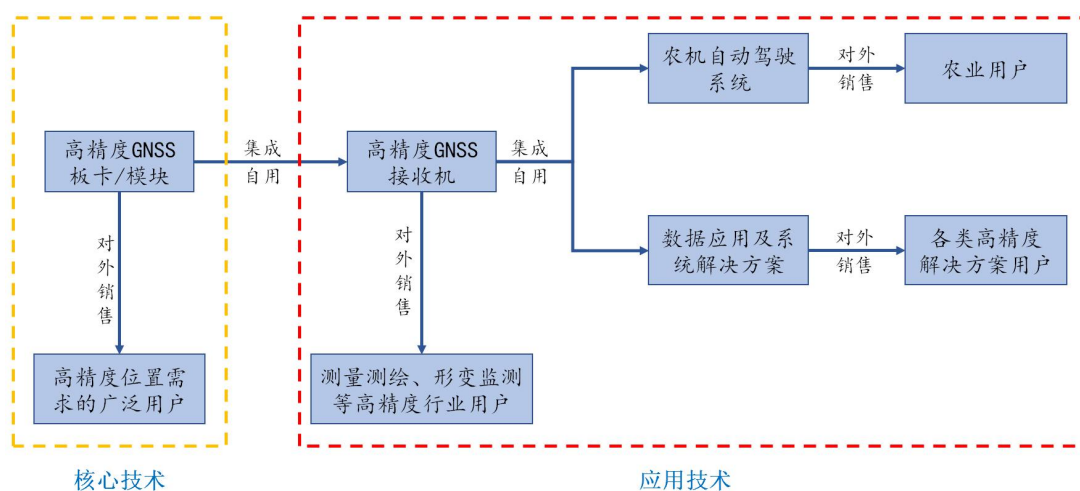 农机自动驾驶
系统
对外
销售
农业用户
高精度GNSS
板卡/模块
集成
自用
高精度GNSS
接收机
集成
自用
对
外
销
售
对
外
销
售
数据应用及系
统解决方案
对外
销售
各类高精度
解决方案用户
高精度位置需
求的广泛用户
测量测绘、形变监测
等高精度行业用户
核心技术
应用技术